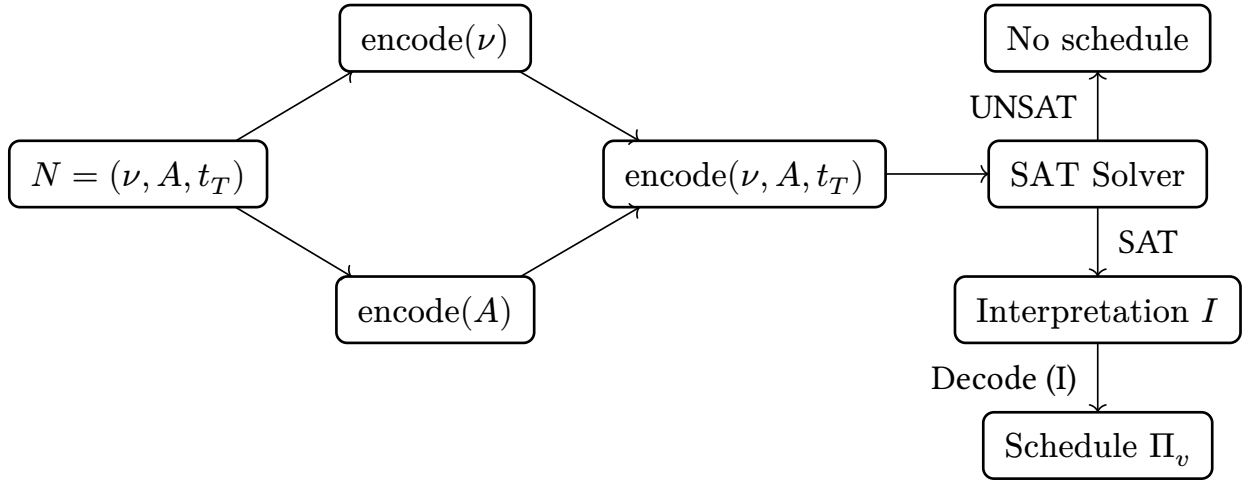 encode(ν)
No schedule
UNSAT
N = (ν, A, t_T)
encode(ν, A, t_T)
SAT Solver
SAT
encode(A)
Interpretation I
Decode (I)
Schedule Π_v